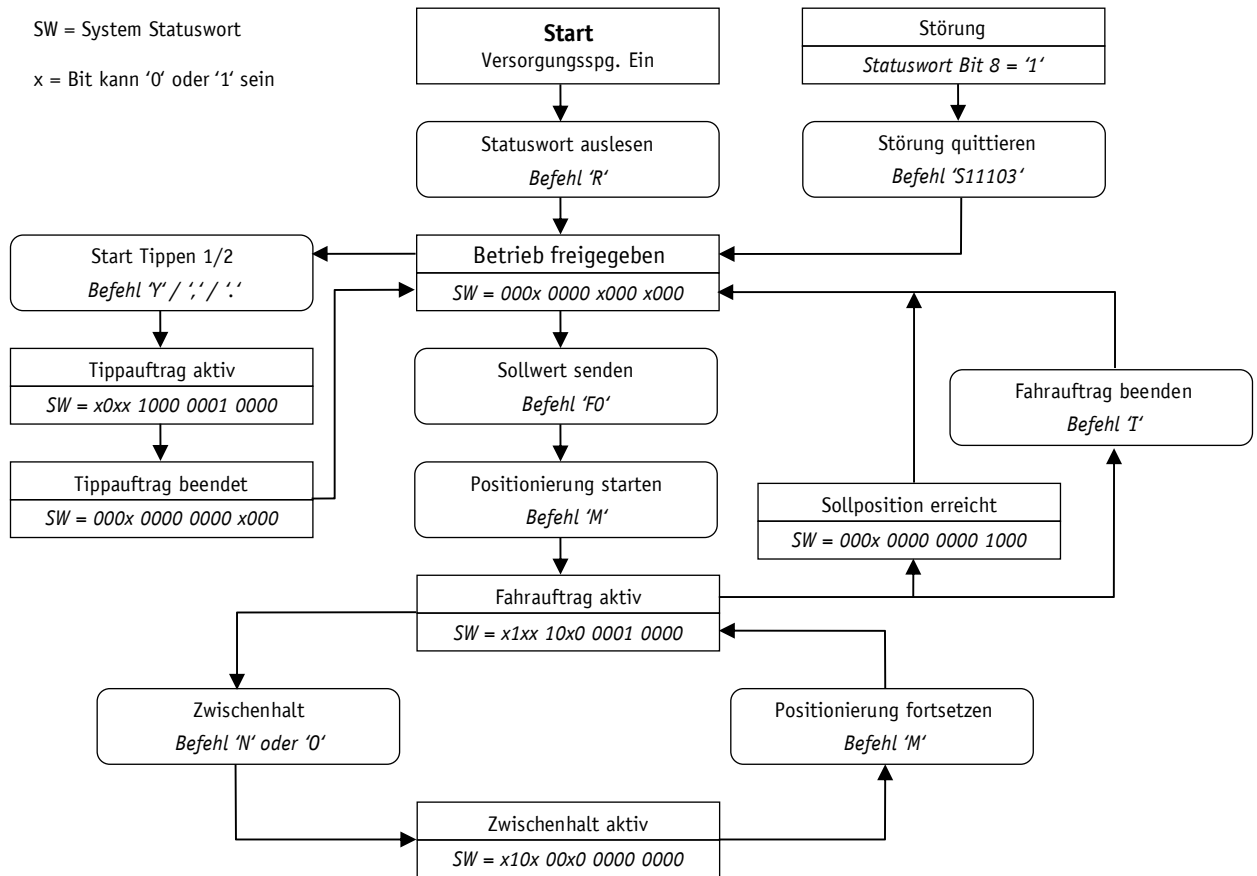 SW = System Statuswort
x = Bit kann ‘0‘ oder ‘1‘ sein
Start
Versorgungsspg. Ein
Störung
Statuswort Bit 8 = ‘1‘
Statuswort auslesen
Befehl ‘R‘
Störung quittieren
Befehl ‘S11103‘
Start Tippen 1/2
Befehl ‘Y‘ / ‘,‘ / ‘.‘
Betrieb freigegeben
SW = 000x 0000 x000 x000
Tippauftrag aktiv
SW = x0xx 1000 0001 0000
Sollwert senden
Befehl ‘F0‘
Fahrauftrag beenden
Befehl ‘T‘
Tippauftrag beendet
SW = 000x 0000 0000 x000
Positionierung starten
Befehl ‘M‘
Sollposition erreicht
SW = 000x 0000 0000 1000
Fahrauftrag aktiv
SW = x1xx 10x0 0001 0000
Zwischenhalt
Befehl ‘N‘ oder ‘O‘
Positionierung fortsetzen
Befehl ‘M‘
Zwischenhalt aktiv
SW = x10x 00x0 0000 0000